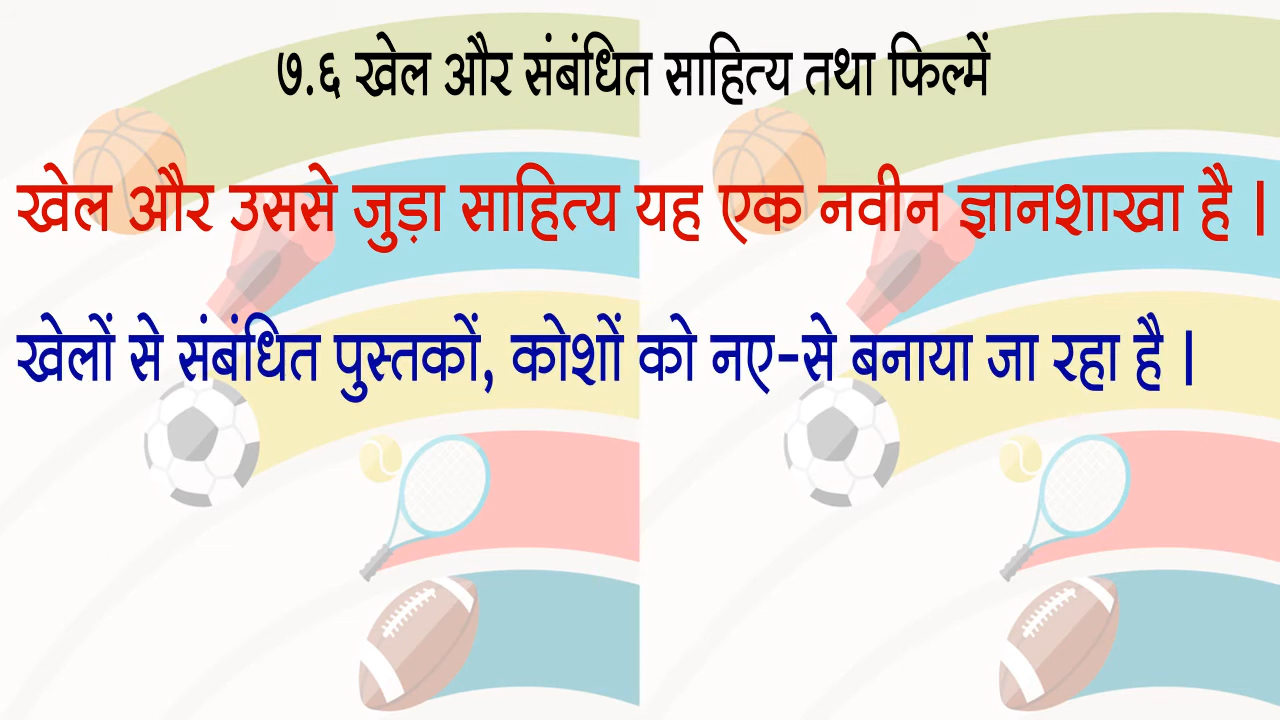 ७.६ खेल और संबंधित साहित्य तथा फिल्में
खेल और उससे जुड़ा साहित्य यह एक नवीन ज्ञानशाखा है ।
खेलों से संबंधित पुस्तकों, कोशों को नए-से बनाया जा रहा है ।